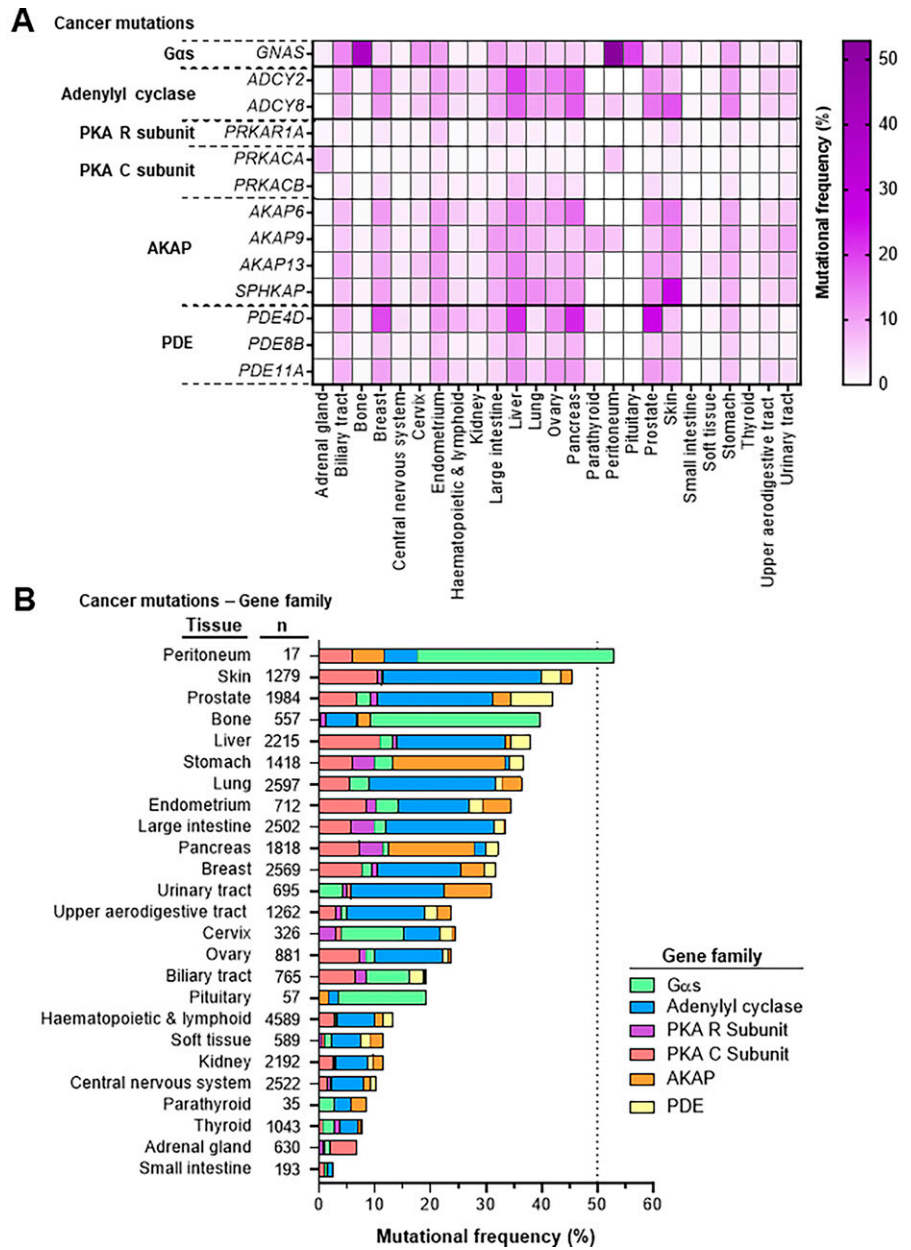 A
Cancer mutations
Gαs
GNAS
Adenylyl cyclase
ADCY2
ADCY8
PKA R subunit
PRKAR1A
PKA C subunit
PRKACA
PRKACB
AKAP
AKAP6
AKAP9
AKAP13
SPHKAP
PDE
PDE4D
PDE8B
PDE11A
Adrenal gland
Biliary tract
Bone
Breast
Central nervous system
Cervix
Endometrium
Haematopoietic & lymphoid
Kidney
Large intestine
Liver
Lung
Ovary
Pancreas
Parathyroid
Peritoneum
Pituitary
Prostate
Skin
Small intestine
Soft tissue
Stomach
Thyroid
Upper aerodigestive tract
Urinary tract
50
40
30
20
10
0
Mutational frequency (%)
B
Cancer mutations – Gene family
Tissue n
Peritoneum 17
Skin 1279
Prostate 1984
Bone 557
Liver 2215
Stomach 1418
Lung 2597
Endometrium 712
Large intestine 2502
Pancreas 1818
Breast 2569
Urinary tract 695
Upper aerodigestive tract 1262
Cervix 326
Ovary 881
Biliary tract 765
Pituitary 57
Haematopoietic & lymphoid 4589
Soft tissue 589
Kidney 2192
Central nervous system 2522
Parathyroid 35
Thyroid 1043
Adrenal gland 630
Small intestine 193
Gene family
Gαs
Adenylyl cyclase
PKA R Subunit
PKA C Subunit
AKAP
PDE
0 10 20 30 40 50 60
Mutational frequency (%)